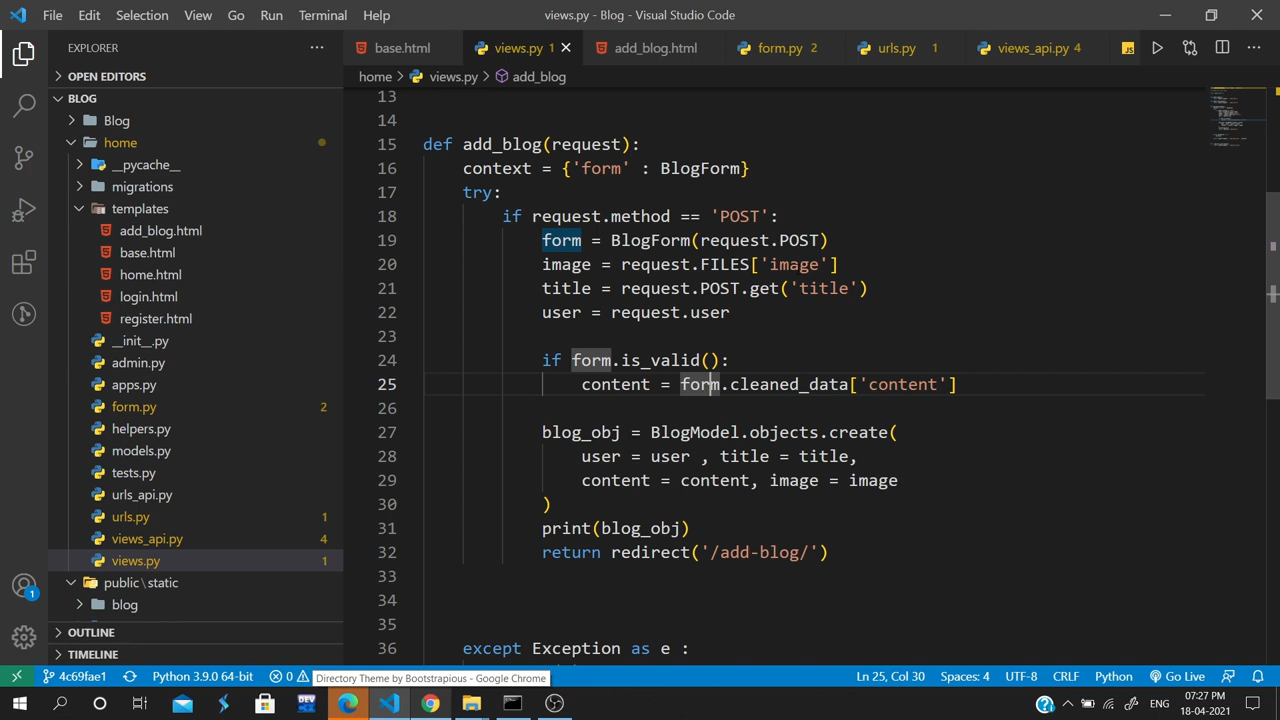 File Edit Selection View Go Run Terminal Help views.py - Blog - Visual Studio Code
EXPLORER
base.html views.py 1 add_blog.html form.py 2 urls.py 1 views_api.py 4
home > views.py > add_blog
OPEN EDITORS
BLOG
Blog
home
__pycache__
migrations
templates
add_blog.html
base.html
home.html
login.html
register.html
__init__.py
admin.py
apps.py
form.py 2
helpers.py
models.py
tests.py
urls_api.py
urls.py 1
views_api.py 4
views.py 1
public\static
blog
OUTLINE
TIMELINE
13
14
15 def add_blog(request):
16 context = {'form' : BlogForm}
17 try:
18 if request.method == 'POST':
19 form = BlogForm(request.POST)
20 image = request.FILES['image']
21 title = request.POST.get('title')
22 user = request.user
23
24 if form.is_valid():
25 content = form.cleaned_data['content']
26
27 blog_obj = BlogModel.objects.create(
28 user = user , title = title,
29 content = content, image = image
30 )
31 print(blog_obj)
32 return redirect('/add-blog/')
33
34
35
36 except Exception as e :
4c69fae1 Python 3.9.0 64-bit 0 Ln 25, Col 30 Spaces: 4 UTF-8 CRLF Python Go Live
Directory Theme by Bootstrapious - Google Chrome
1
JS
DEV
ENG
07:27 PM
18-04-2021